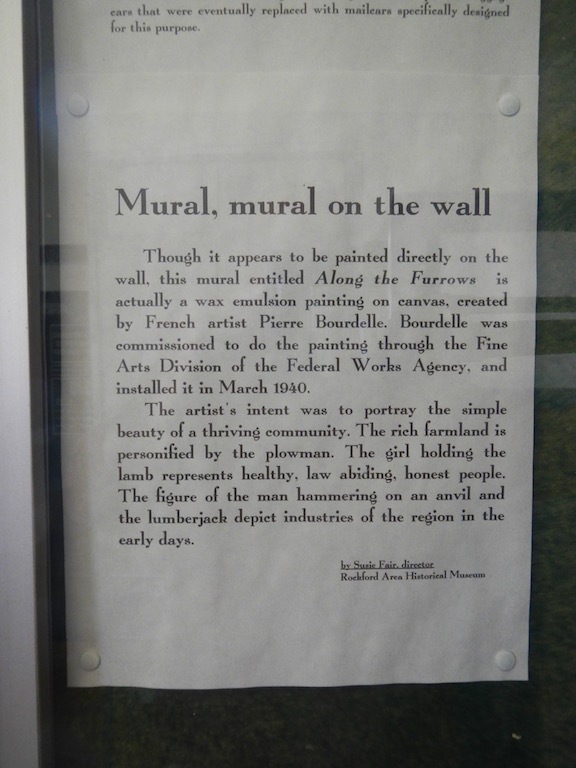 cars that were eventually replaced with mailcars specifically designed
for this purpose.
Mural, mural on the wall
Though it appears to be painted directly on the
wall, this mural entitled Along the Furrows is
actually a wax emulsion painting on canvas, created
by French artist Pierre Bourdelle. Bourdelle was
commissioned to do the painting through the Fine
Arts Division of the Federal Works Agency, and
installed it in March 1940.
The artist's intent was to portray the simple
beauty of a thriving community. The rich farmland is
personified by the plowman. The girl holding the
lamb represents healthy, law abiding, honest people.
The figure of the man hammering on an anvil and
the lumberjack depict industries of the region in the
early days.
by Susie Fair, director
Rockford Area Historical Museum